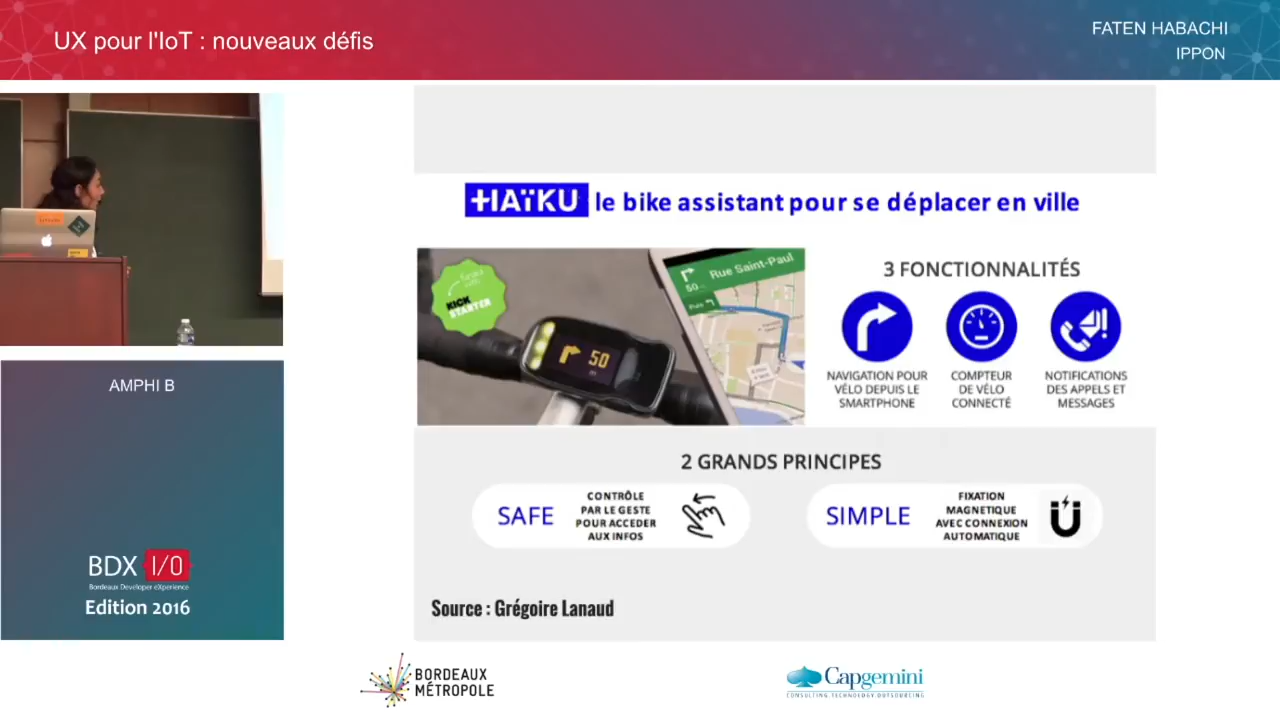 UX pour l'IoT : nouveaux défis
FATEN HABACHI
IPPON
+HAïKU le bike assistant pour se déplacer en ville
KICK
STARTER
Rue Saint-Paul
50
50
3 FONCTIONNALITÉS
NAVIGATION POUR
VÉLO DEPUIS LE
SMARTPHONE
COMPTEUR
DE VÉLO
CONNECTÉ
NOTIFICATIONS
DES APPELS ET
MESSAGES
2 GRANDS PRINCIPES
SAFE
CONTRÔLE
PAR LE GESTE
POUR ACCEDER
AUX INFOS
SIMPLE
FIXATION
MAGNETIQUE
AVEC CONNEXION
AUTOMATIQUE
Source : Grégoire Lanaud
AMPHI B
BDX I/O
Bordeaux Developer eXperience
Edition 2016
BORDEAUX
MÉTROPOLE
Capgemini
CONSULTING.TECHNOLOGY.OUTSOURCING